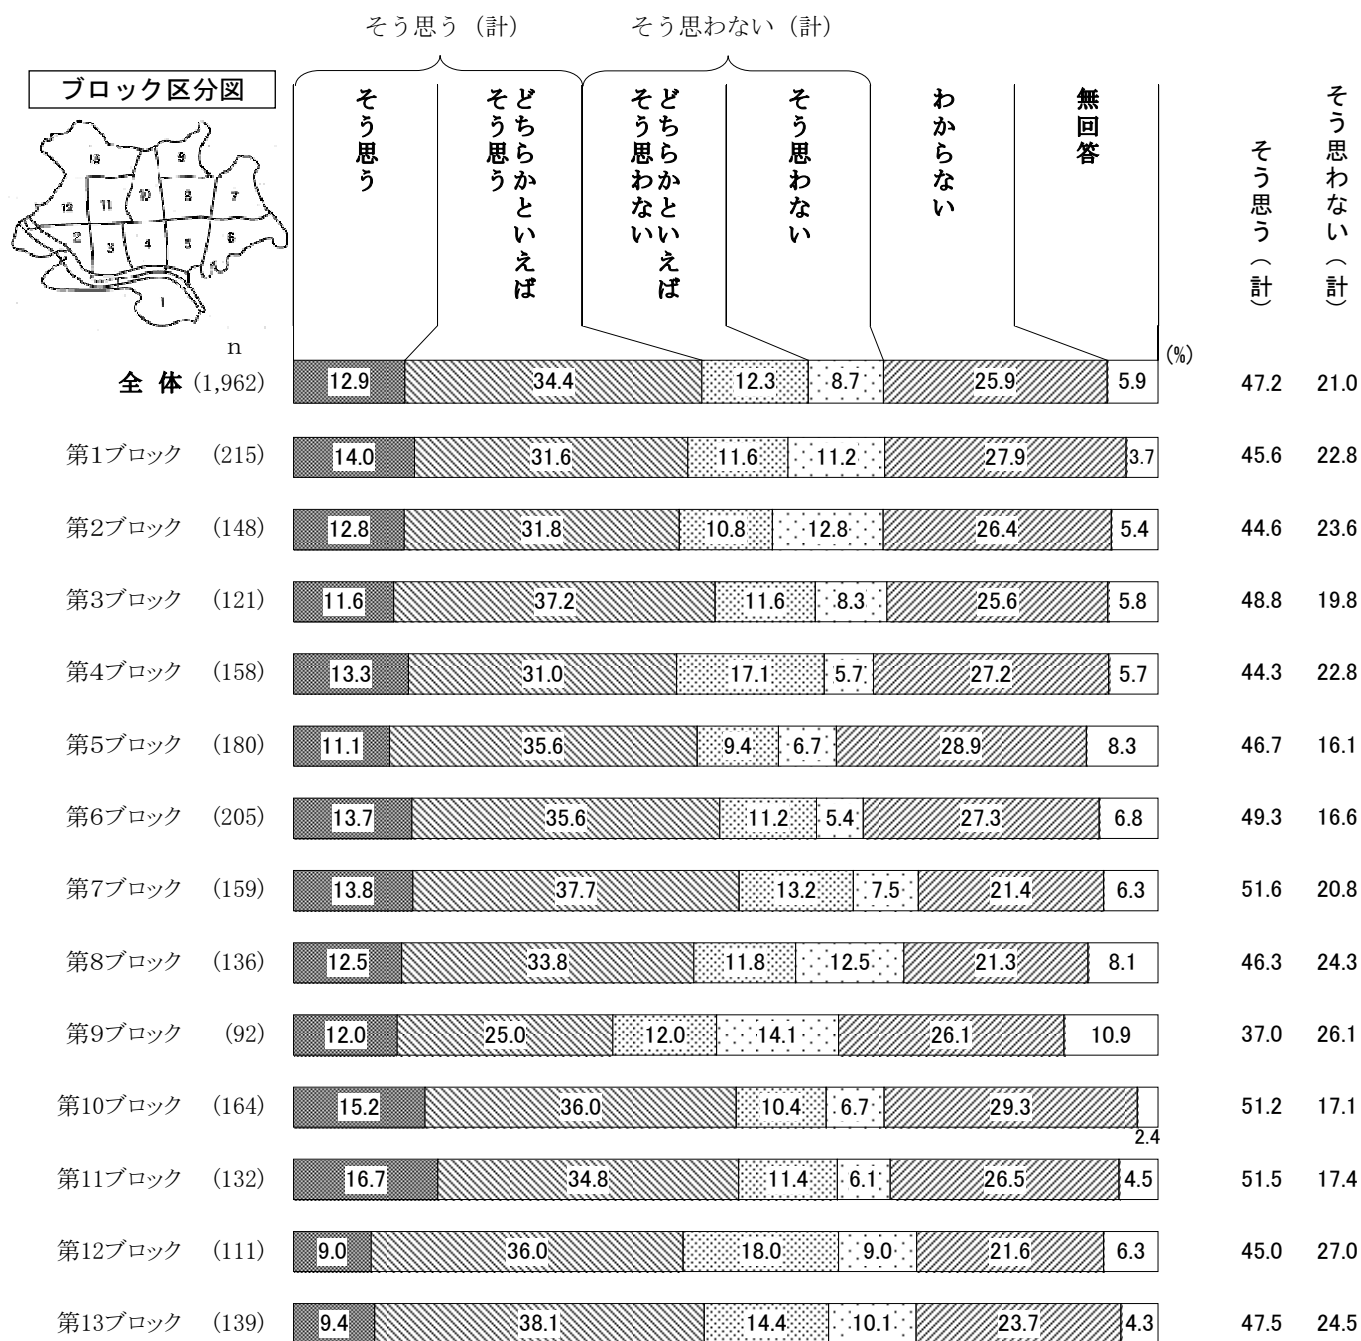 そう思う（計）
そう思わない（計）
ブロック区分図
そう思う
どちらかといえば
そう思う
どちらかといえば
そう思わない
そう思わない
わからない
無回答
そう思う（計）
そう思わない（計）
13
9
12
11
10
8
7
2
3
4
5
6
1
n
(%)
全 体 (1,962) 12.9 34.4 12.3 8.7 25.9 5.9 47.2 21.0
第1ブロック (215) 14.0 31.6 11.6 11.2 27.9 3.7 45.6 22.8
第2ブロック (148) 12.8 31.8 10.8 12.8 26.4 5.4 44.6 23.6
第3ブロック (121) 11.6 37.2 11.6 8.3 25.6 5.8 48.8 19.8
第4ブロック (158) 13.3 31.0 17.1 5.7 27.2 5.7 44.3 22.8
第5ブロック (180) 11.1 35.6 9.4 6.7 28.9 8.3 46.7 16.1
第6ブロック (205) 13.7 35.6 11.2 5.4 27.3 6.8 49.3 16.6
第7ブロック (159) 13.8 37.7 13.2 7.5 21.4 6.3 51.6 20.8
第8ブロック (136) 12.5 33.8 11.8 12.5 21.3 8.1 46.3 24.3
第9ブロック (92) 12.0 25.0 12.0 14.1 26.1 10.9 37.0 26.1
第10ブロック (164) 15.2 36.0 10.4 6.7 29.3 2.4 51.2 17.1
第11ブロック (132) 16.7 34.8 11.4 6.1 26.5 4.5 51.5 17.4
第12ブロック (111) 9.0 36.0 18.0 9.0 21.6 6.3 45.0 27.0
第13ブロック (139) 9.4 38.1 14.4 10.1 23.7 4.3 47.5 24.5